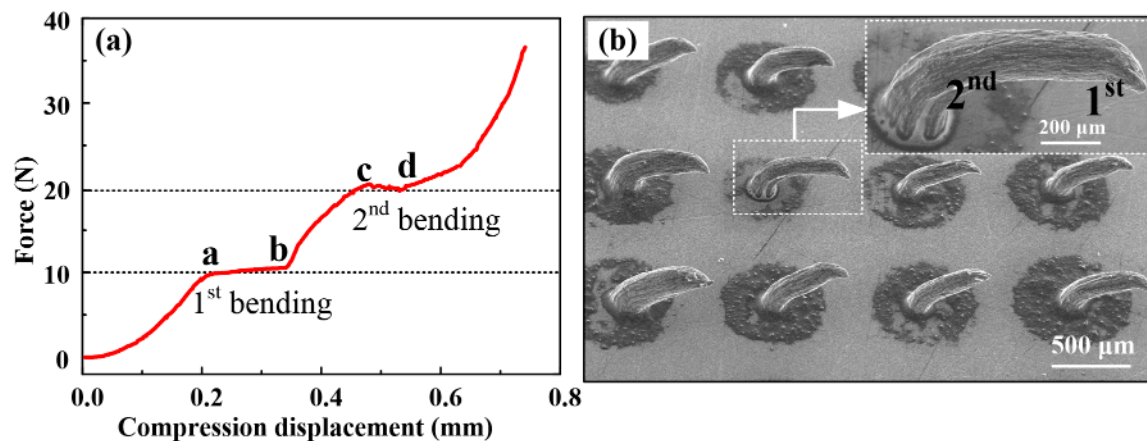 (a)
40
30
20
10
0
Force (N)
a
b
c
d
1st bending
2nd bending
0.0 0.2 0.4 0.6 0.8
Compression displacement (mm)
(b)
2nd
1st
200 μm
500 μm